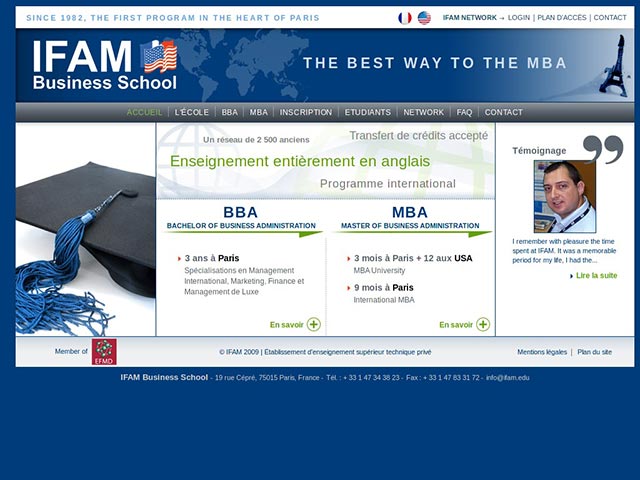 SINCE 1982, THE FIRST PROGRAM IN THE HEART OF PARIS
IFAM NETWORK → LOGIN | PLAN D'ACCÈS | CONTACT
IFAM
Business School
THE BEST WAY TO THE MBA
ACCUEIL | L'ÉCOLE | BBA | MBA | INSCRIPTION | ETUDIANTS | NETWORK | FAQ | CONTACT
Un réseau de 2 500 anciens
Transfert de crédits accepté
Enseignement entièrement en anglais
Programme international
BBA
BACHELOR OF BUSINESS ADMINISTRATION
3 ans à Paris
Spécialisations en Management
International, Marketing, Finance et
Management de Luxe
En savoir
MBA
MASTER OF BUSINESS ADMINISTRATION
3 mois à Paris + 12 aux USA
MBA University
9 mois à Paris
International MBA
En savoir
Témoignage
I remember with pleasure the time
spent at IFAM. It was a memorable
period for my life, I had the...
Lire la suite
Member of
EFMD
© IFAM 2009 | Etablissement d'enseignement supérieur technique privé
Mentions légales | Plan du site
IFAM Business School - 19 rue Cépré, 75015 Paris, France - Tél. : + 33 1 47 34 38 23 - Fax : + 33 1 47 83 31 72 - info@ifam.edu